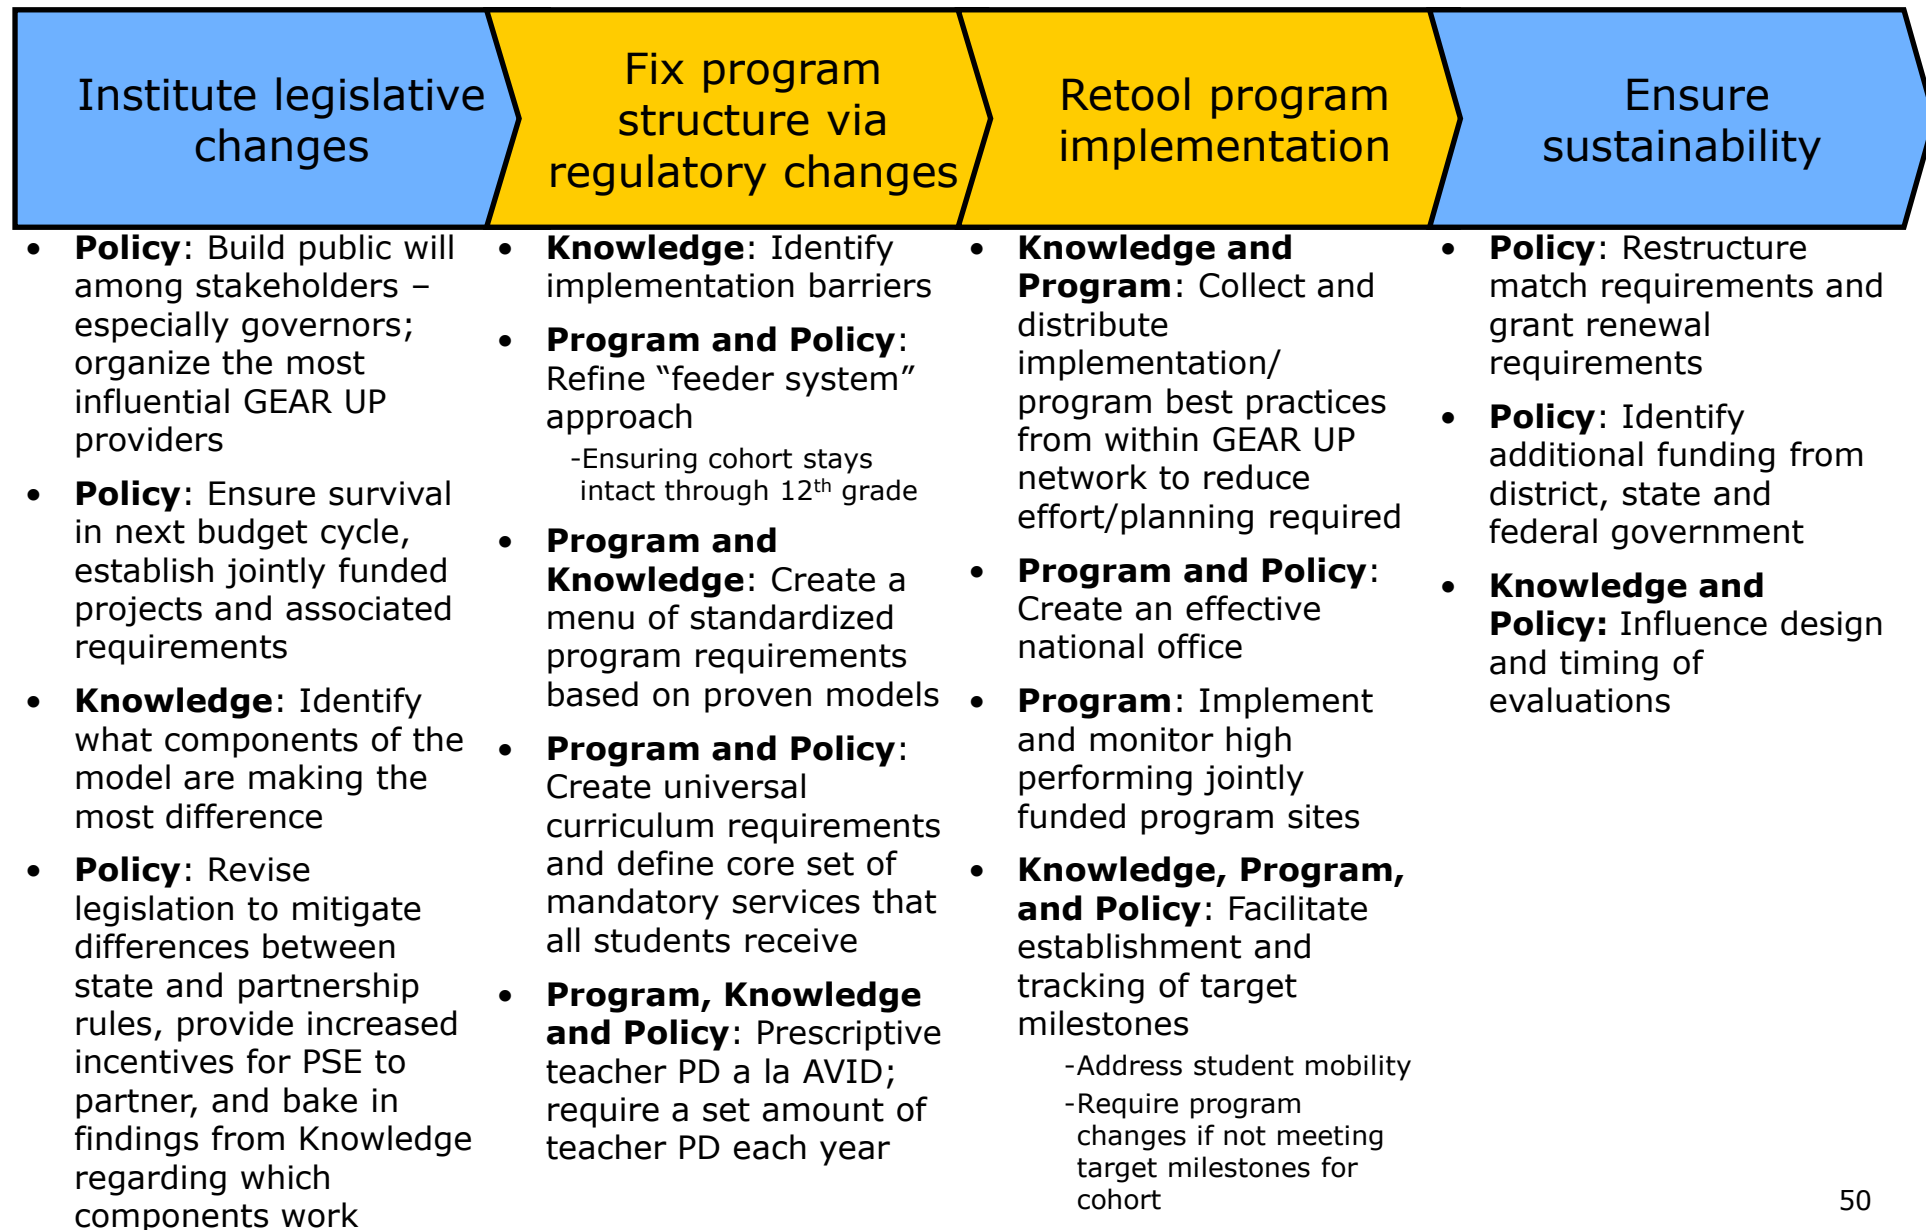 Institute legislative
changes
Fix program
structure via
regulatory changes
Retool program
implementation
Ensure
sustainability
• Policy: Build public will
among stakeholders –
especially governors;
organize the most
influential GEAR UP
providers
• Policy: Ensure survival
in next budget cycle,
establish jointly funded
projects and associated
requirements
• Knowledge: Identify
what components of the
model are making the
most difference
• Policy: Revise
legislation to mitigate
differences between
state and partnership
rules, provide increased
incentives for PSE to
partner, and bake in
findings from Knowledge
regarding which
components work
• Knowledge: Identify
implementation barriers
• Program and Policy:
Refine “feeder system”
approach
-Ensuring cohort stays
intact through 12th grade
• Program and
Knowledge: Create a
menu of standardized
program requirements
based on proven models
• Program and Policy:
Create universal
curriculum requirements
and define core set of
mandatory services that
all students receive
• Program, Knowledge
and Policy: Prescriptive
teacher PD a la AVID;
require a set amount of
teacher PD each year
• Knowledge and
Program: Collect and
distribute
implementation/
program best practices
from within GEAR UP
network to reduce
effort/planning required
• Program and Policy:
Create an effective
national office
• Program: Implement
and monitor high
performing jointly
funded program sites
• Knowledge, Program,
and Policy: Facilitate
establishment and
tracking of target
milestones
-Address student mobility
-Require program
changes if not meeting
target milestones for
cohort
• Policy: Restructure
match requirements and
grant renewal
requirements
• Policy: Identify
additional funding from
district, state and
federal government
• Knowledge and
Policy: Influence design
and timing of
evaluations
50